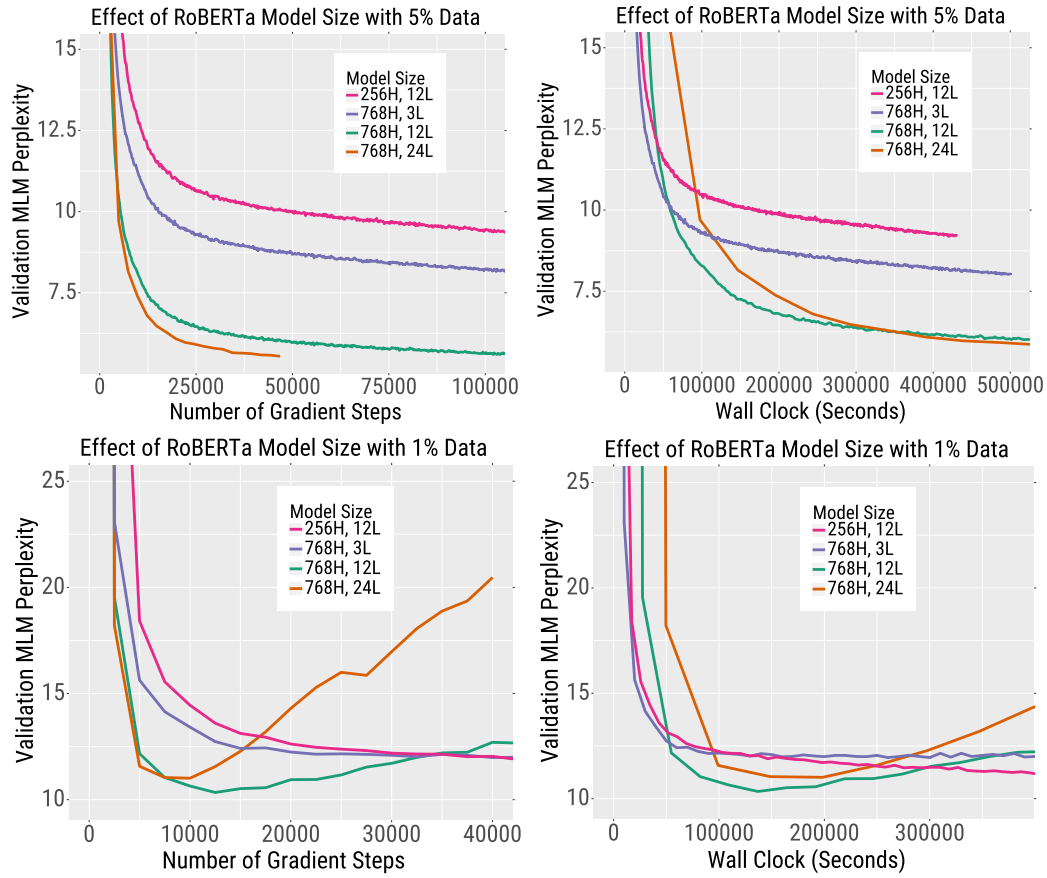 Effect of RoBERTa Model Size with 5% Data
Validation MLM Perplexity
15
12.5
10
7.5
Model Size
256H, 12L
768H, 3L
768H, 12L
768H, 24L
0
25000
50000
75000
100000
Number of Gradient Steps
Effect of RoBERTa Model Size with 5% Data
Validation MLM Perplexity
15
12.5
10
7.5
Model Size
256H, 12L
768H, 3L
768H, 12L
768H, 24L
0
100000
200000
300000
400000
500000
Wall Clock (Seconds)
Effect of RoBERTa Model Size with 1% Data
Validation MLM Perplexity
25
20
15
10
Model Size
256H, 12L
768H, 3L
768H, 12L
768H, 24L
0
10000
20000
30000
40000
Number of Gradient Steps
Effect of RoBERTa Model Size with 1% Data
Validation MLM Perplexity
25
20
15
10
Model Size
256H, 12L
768H, 3L
768H, 12L
768H, 24L
0
100000
200000
300000
Wall Clock (Seconds)